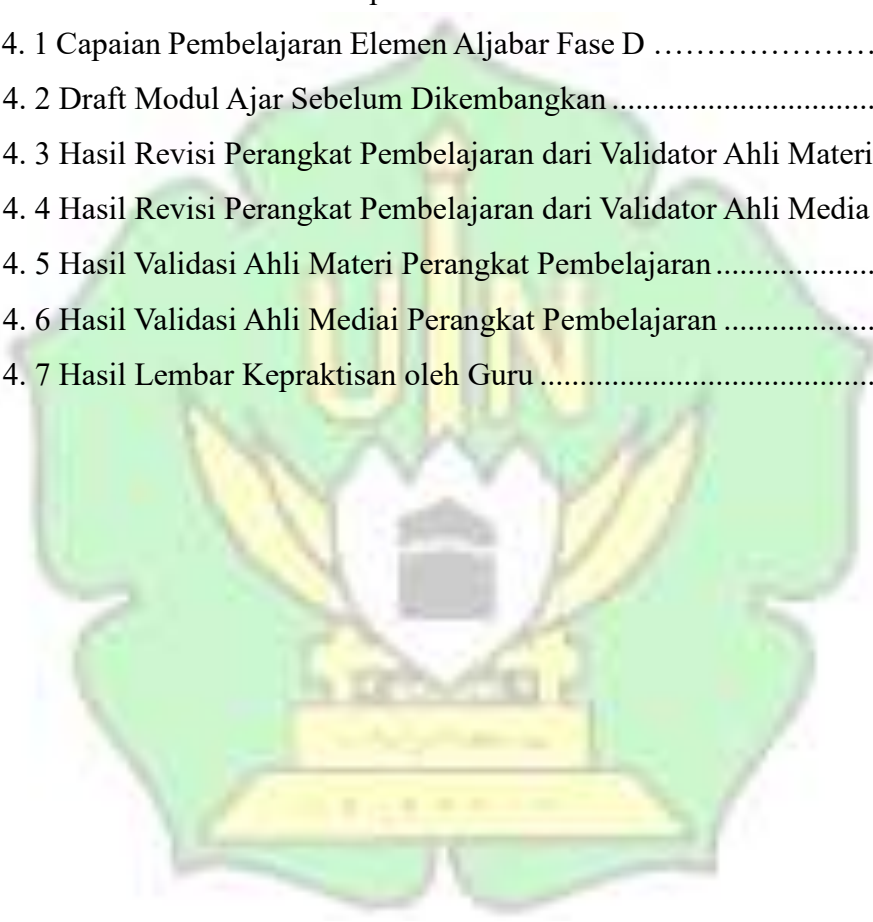 4. 1 Capaian Pembelajaran Elemen Aljabar Fase D …………………
4. 2 Draft Modul Ajar Sebelum Dikembangkan ......................................
4. 3 Hasil Revisi Perangkat Pembelajaran dari Validator Ahli Materi
4. 4 Hasil Revisi Perangkat Pembelajaran dari Validator Ahli Media
4. 5 Hasil Validasi Ahli Materi Perangkat Pembelajaran .......................
4. 6 Hasil Validasi Ahli Mediai Perangkat Pembelajaran ......................
4. 7 Hasil Lembar Kepraktisan oleh Guru ..............................................
UIN